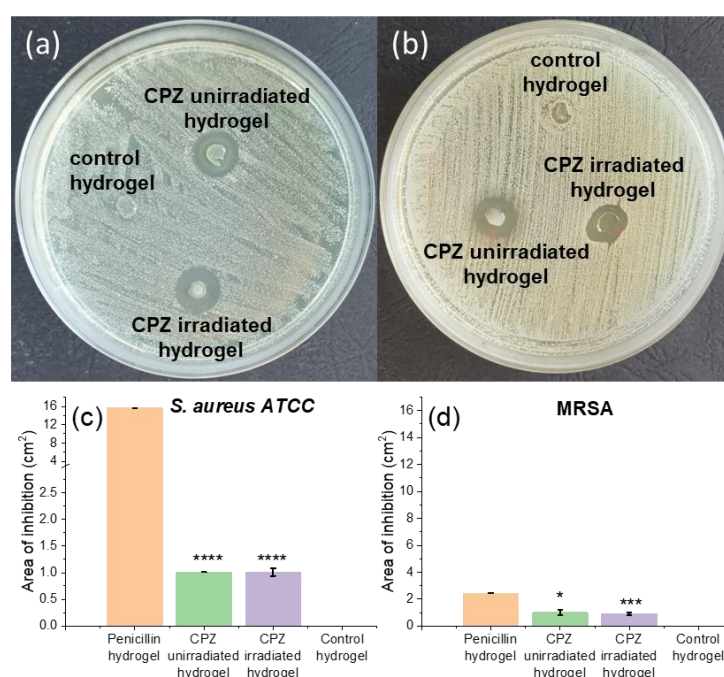 (a)
CPZ unirradiated
hydrogel
control
hydrogel
CPZ irradiated
hydrogel
(b)
control
hydrogel
CPZ irradiated
hydrogel
CPZ unirradiated
hydrogel
(c)
S. aureus ATCC
Area of inhibition (cm²)
16
12
8
4
2.5
2.0
1.5
1.0
0.5
0.0
**** ****
Penicillin
hydrogel
CPZ
unirradiated
hydrogel
CPZ
irradiated
hydrogel
Control
hydrogel
(d)
MRSA
Area of inhibition (cm²)
16
14
12
10
8
6
4
2
0
* ***
Penicillin
hydrogel
CPZ
unirradiated
hydrogel
CPZ
irradiated
hydrogel
Control
hydrogel